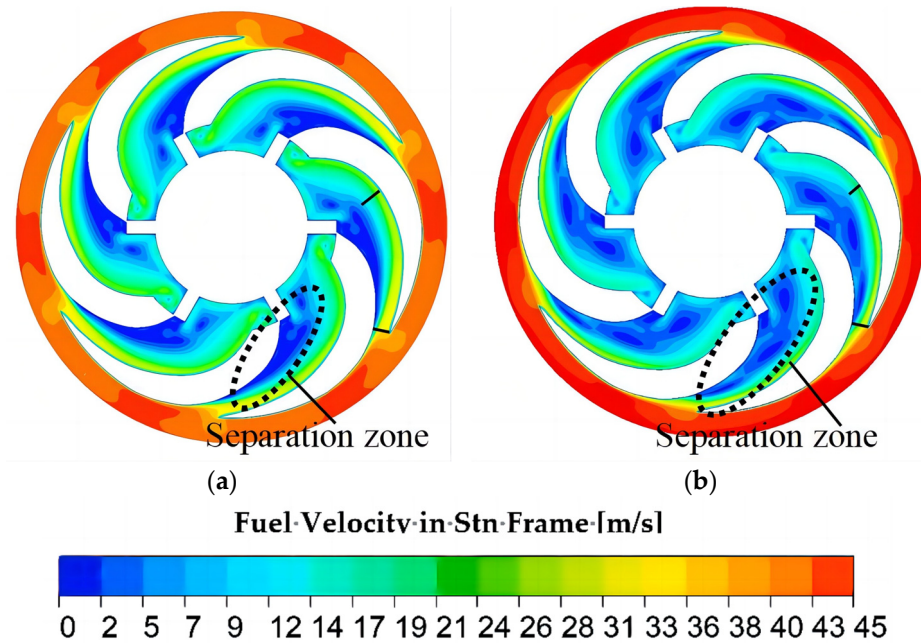 Separation zone Separation zone
(a) (b)
Fuel·Velocity·in·Stn·Frame·[m/s]
0 2 5 7 9 12 14 17 19 21 24 26 28 31 33 36 38 40 43 45